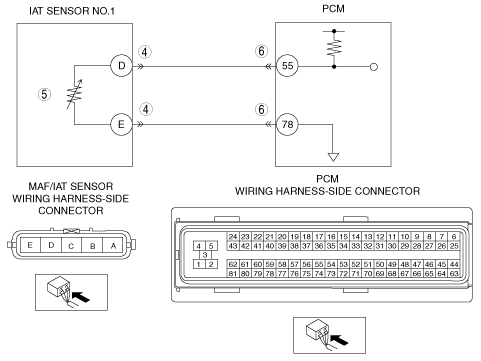 IAT SENSOR NO.1
PCM
D
4
6
55
5
E
4
6
78
MAF/IAT SENSOR
WIRING HARNESS-SIDE
CONNECTOR
PCM
WIRING HARNESS-SIDE CONNECTOR
E D C B A
4 5
3
1 2
24 23 22 21 20 19 18 17 16 15 14 13 12 11 10 9 8 7 6
43 42 41 40 39 38 37 36 35 34 33 32 31 30 29 28 27 26 25
62 61 60 59 58 57 56 55 54 53 52 51 50 49 48 47 46 45 44
81 80 79 78 77 76 75 74 73 72 71 70 69 68 67 66 65 64 63